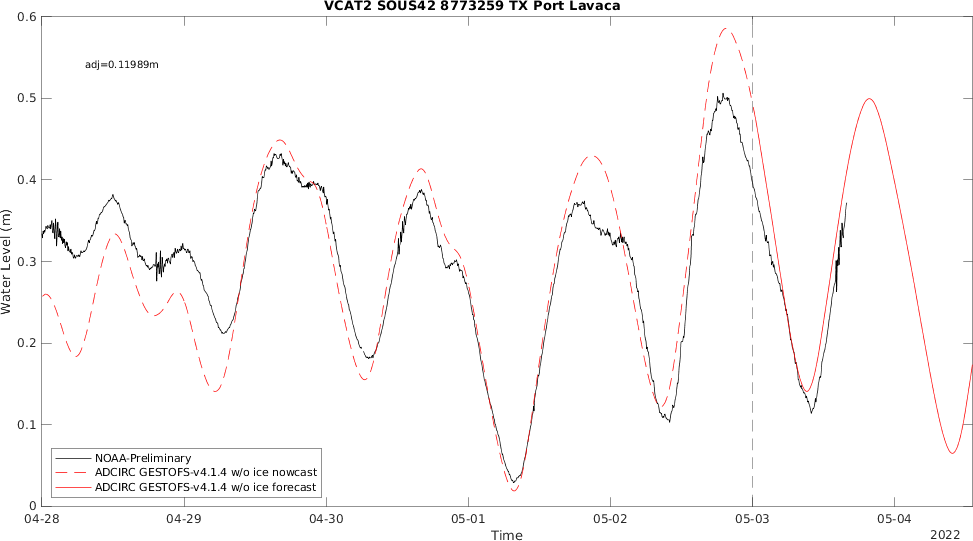 VCAT2 SOUS42 8773259 TX Port Lavaca
0.6
adj=0.11989m
0.5
0.4
0.3
Water Level (m)
0.2
0.1
NOAA-Preliminary
ADCIRC GESTOFS-v4.1.4 w/o ice nowcast
ADCIRC GESTOFS-v4.1.4 w/o ice forecast
0
04-28 04-29 04-30 05-01 05-02 05-03 05-04
Time
2022